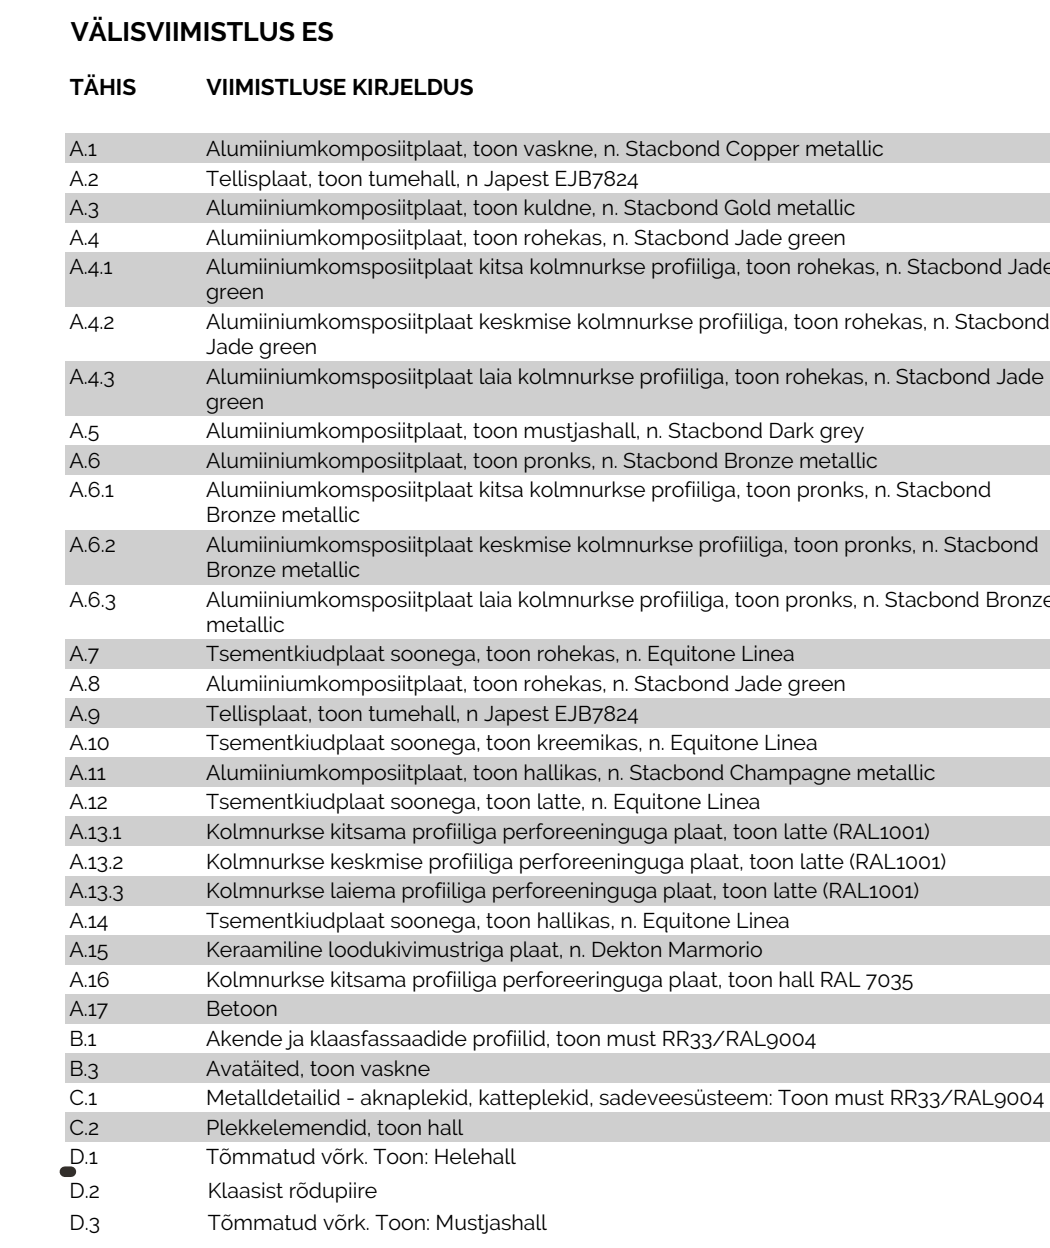 VÄLISVIIMISTLUS ES
TÄHIS VIIMISTLUSE KIRJELDUS
A.1 Alumiiniumkomposiitplaat, toon vaskne, n. Stacbond Copper metallic
A.2 Tellisplaat, toon tumehall, n Japest EJB7824
A.3 Alumiiniumkomposiitplaat, toon kuldne, n. Stacbond Gold metallic
A.4 Alumiiniumkomposiitplaat, toon rohekas, n. Stacbond Jade green
A.4.1 Alumiiniumkomsposiitplaat kitsa kolmnurkse profiiliga, toon rohekas, n. Stacbond Jade
green
A.4.2 Alumiiniumkomsposiitplaat keskmise kolmnurkse profiiliga, toon rohekas, n. Stacbond
Jade green
A.4.3 Alumiiniumkomsposiitplaat laia kolmnurkse profiiliga, toon rohekas, n. Stacbond Jade
green
A.5 Alumiiniumkomposiitplaat, toon mustjashall, n. Stacbond Dark grey
A.6 Alumiiniumkomposiitplaat, toon pronks, n. Stacbond Bronze metallic
A.6.1 Alumiiniumkomsposiitplaat kitsa kolmnurkse profiiliga, toon pronks, n. Stacbond
Bronze metallic
A.6.2 Alumiiniumkomsposiitplaat keskmise kolmnurkse profiiliga, toon pronks, n. Stacbond
Bronze metallic
A.6.3 Alumiiniumkomsposiitplaat laia kolmnurkse profiiliga, toon pronks, n. Stacbond Bronze
metallic
A.7 Tsementkiudplaat soonega, toon rohekas, n. Equitone Linea
A.8 Alumiiniumkomposiitplaat, toon rohekas, n. Stacbond Jade green
A.9 Tellisplaat, toon tumehall, n Japest EJB7824
A.10 Tsementkiudplaat soonega, toon kreemikas, n. Equitone Linea
A.11 Alumiiniumkomposiitplaat, toon hallikas, n. Stacbond Champagne metallic
A.12 Tsementkiudplaat soonega, toon latte, n. Equitone Linea
A.13.1 Kolmnurkse kitsama profiiliga perforeeninguga plaat, toon latte (RAL1001)
A.13.2 Kolmnurkse keskmise profiiliga perforeeninguga plaat, toon latte (RAL1001)
A.13.3 Kolmnurkse laiema profiiliga perforeeninguga plaat, toon latte (RAL1001)
A.14 Tsementkiudplaat soonega, toon hallikas, n. Equitone Linea
A.15 Keraamiline loodukivimustriga plaat, n. Dekton Marmorio
A.16 Kolmnurkse kitsama profiiliga perforeeringuga plaat, toon hall RAL 7035
A.17 Betoon
B.1 Akende ja klaasfassaadide profiilid, toon must RR33/RAL9004
B.3 Avatäited, toon vaskne
C.1 Metalldetailid - aknaplekid, katteplekid, sadeveesüsteem: Toon must RR33/RAL9004
C.2 Plekkelemendid, toon hall
D.1 Tõmmatud võrk. Toon: Helehall
D.2 Klaasist rõdupiire
D.3 Tõmmatud võrk. Toon: Mustjashall